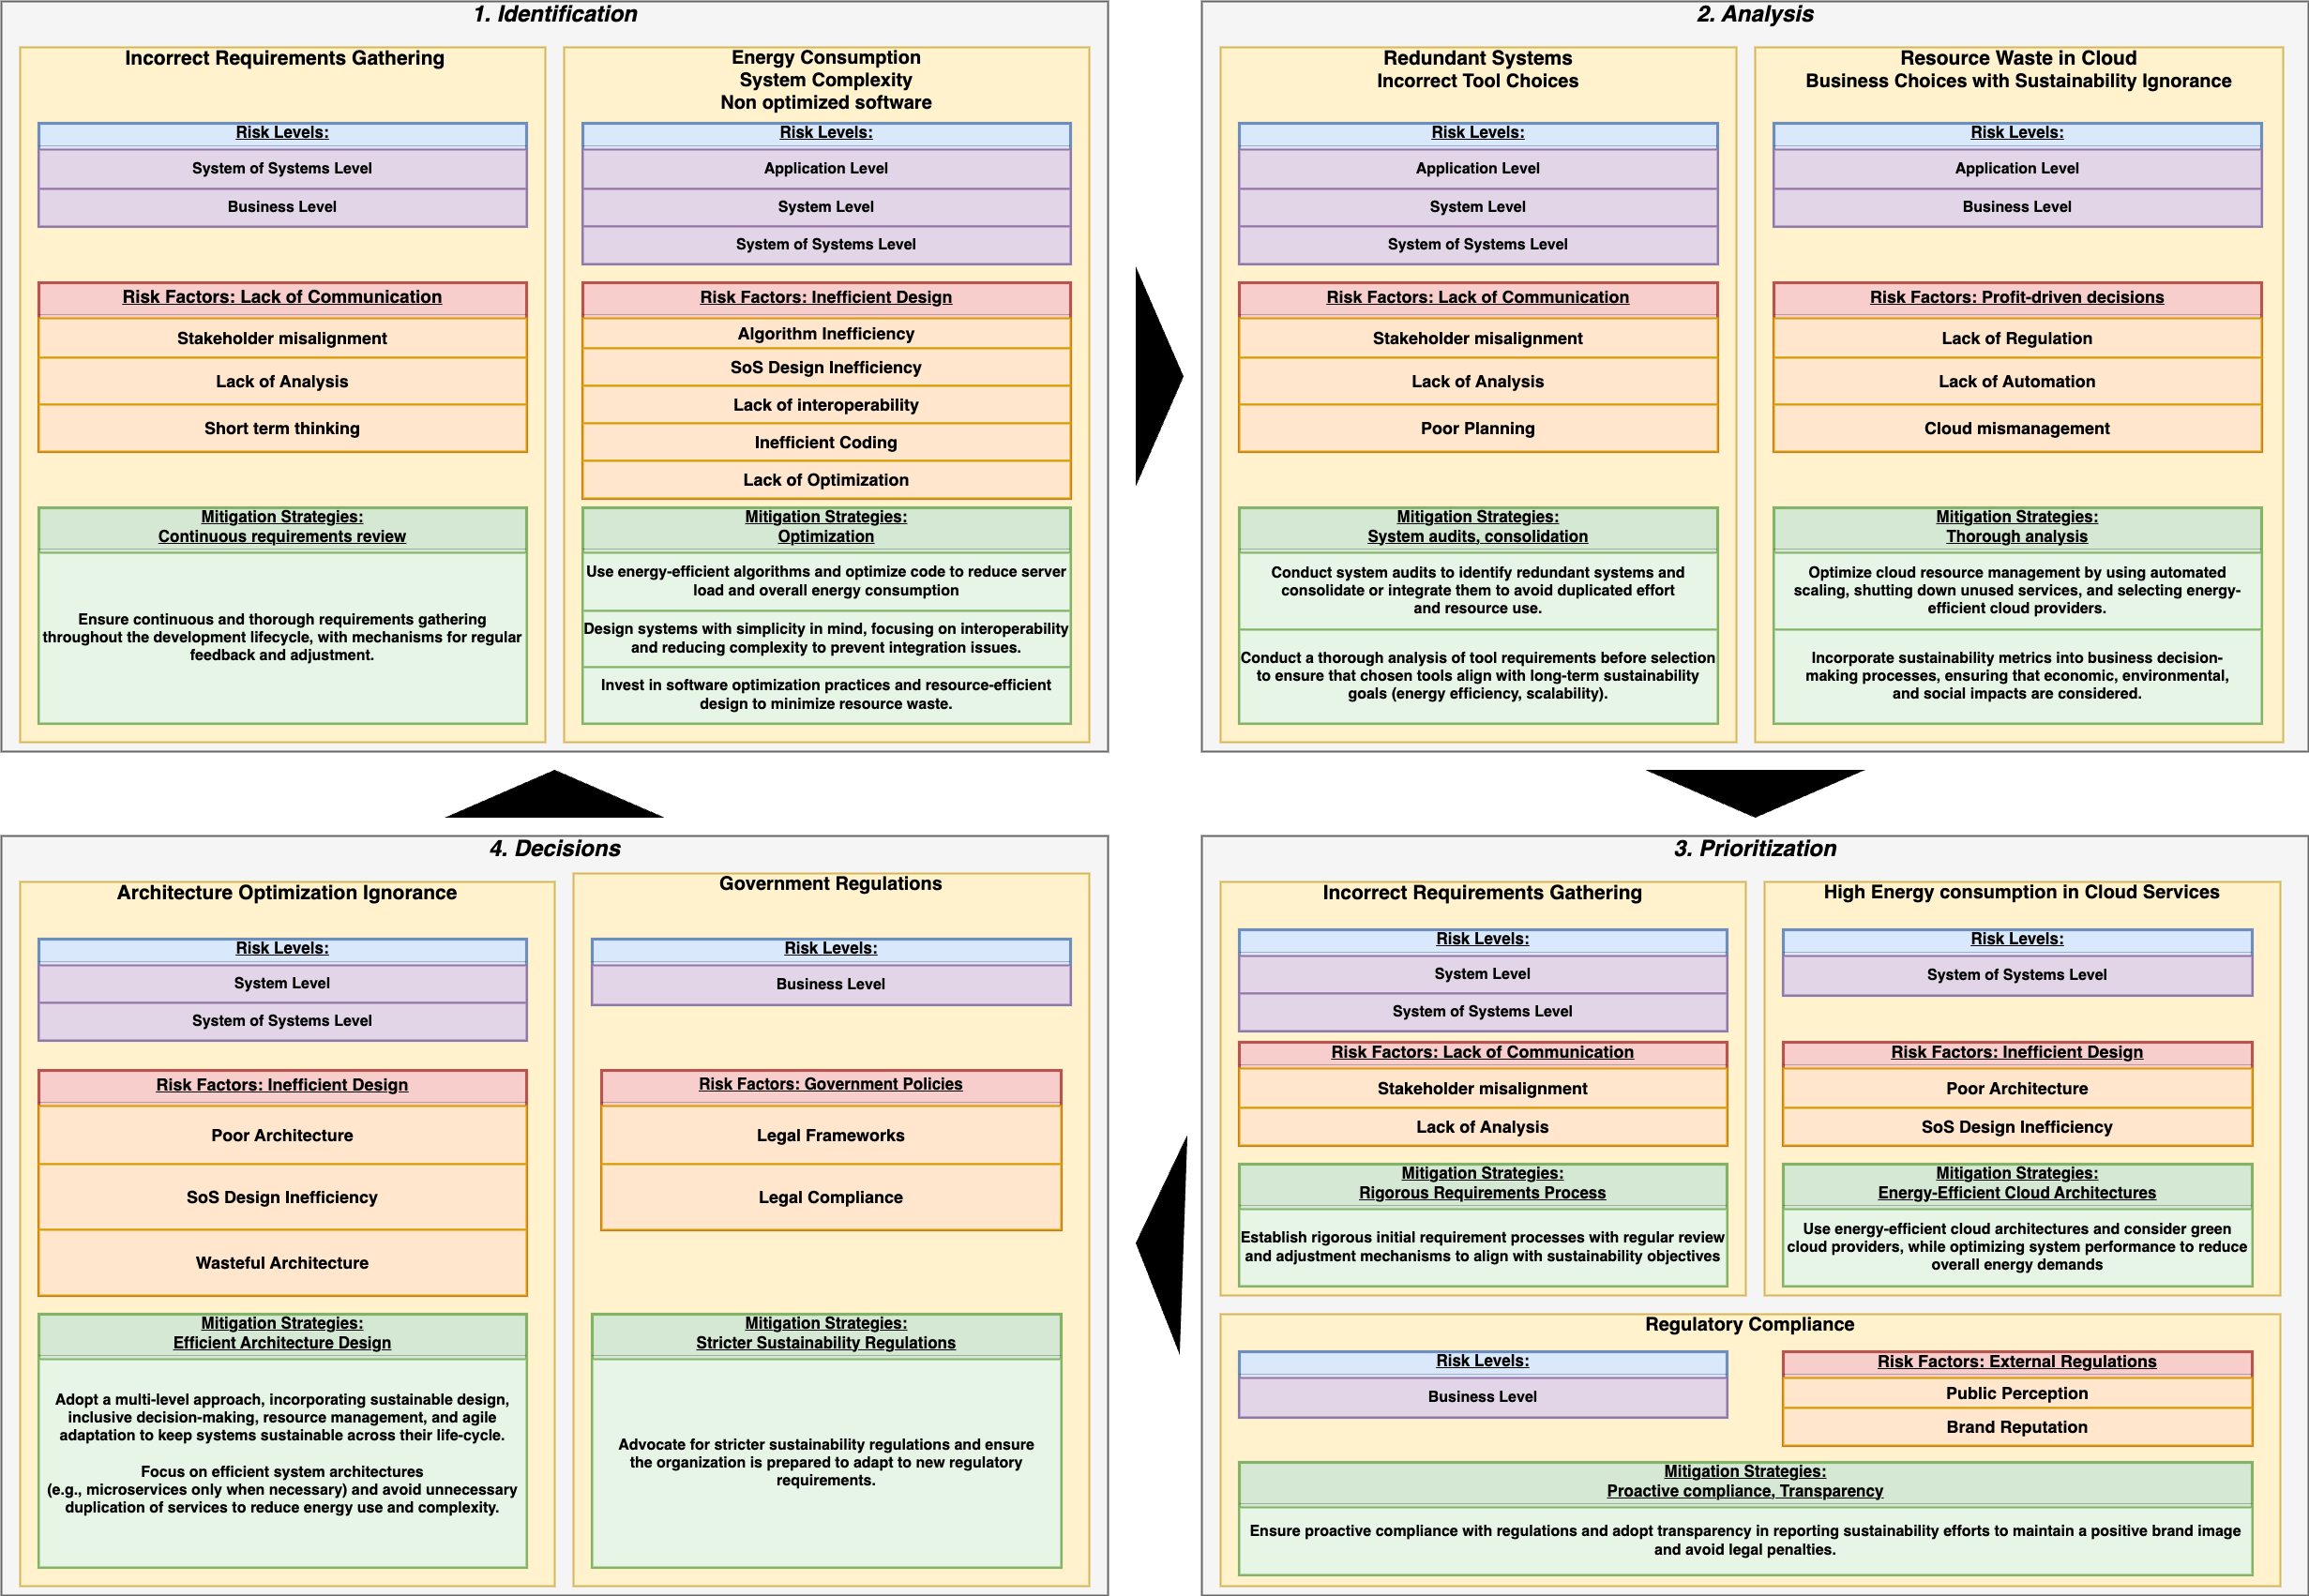 1. Identification
Incorrect Requirements Gathering
Risk Levels:
System of Systems Level
Business Level
Risk Factors: Lack of Communication
Stakeholder misalignment
Lack of Analysis
Short term thinking
Mitigation Strategies:
Continuous requirements review
Ensure continuous and thorough requirements gathering
throughout the development lifecycle, with mechanisms for regular
feedback and adjustment.
Energy Consumption
System Complexity
Non optimized software
Risk Levels:
Application Level
System Level
System of Systems Level
Risk Factors: Inefficient Design
Algorithm Inefficiency
SoS Design Inefficiency
Lack of interoperability
Inefficient Coding
Lack of Optimization
Mitigation Strategies:
Optimization
Use energy-efficient algorithms and optimize code to reduce server
load and overall energy consumption
Design systems with simplicity in mind, focusing on interoperability
and reducing complexity to prevent integration issues.
Invest in software optimization practices and resource-efficient
design to minimize resource waste.
2. Analysis
Redundant Systems
Incorrect Tool Choices
Risk Levels:
Application Level
System Level
System of Systems Level
Risk Factors: Lack of Communication
Stakeholder misalignment
Lack of Analysis
Poor Planning
Mitigation Strategies:
System audits, consolidation
Conduct system audits to identify redundant systems and
consolidate or integrate them to avoid duplicated effort
and resource use.
Conduct a thorough analysis of tool requirements before selection
to ensure that chosen tools align with long-term sustainability
goals (energy efficiency, scalability).
Resource Waste in Cloud
Business Choices with Sustainability Ignorance
Risk Levels:
Application Level
Business Level
Risk Factors: Profit-driven decisions
Lack of Regulation
Lack of Automation
Cloud mismanagement
Mitigation Strategies:
Thorough analysis
Optimize cloud resource management by using automated
scaling, shutting down unused services, and selecting energy-
efficient cloud providers.
Incorporate sustainability metrics into business decision-
making processes, ensuring that economic, environmental,
and social impacts are considered.
4. Decisions
Architecture Optimization Ignorance
Risk Levels:
System Level
System of Systems Level
Risk Factors: Inefficient Design
Poor Architecture
SoS Design Inefficiency
Wasteful Architecture
Mitigation Strategies:
Efficient Architecture Design
Adopt a multi-level approach, incorporating sustainable design,
inclusive decision-making, resource management, and agile
adaptation to keep systems sustainable across their life-cycle.
Focus on efficient system architectures
(e.g., microservices only when necessary) and avoid unnecessary
duplication of services to reduce energy use and complexity.
Government Regulations
Risk Levels:
Business Level
Risk Factors: Government Policies
Legal Frameworks
Legal Compliance
Mitigation Strategies:
Stricter Sustainability Regulations
Advocate for stricter sustainability regulations and ensure
the organization is prepared to adapt to new regulatory
requirements.
3. Prioritization
Incorrect Requirements Gathering
Risk Levels:
System Level
System of Systems Level
Risk Factors: Lack of Communication
Stakeholder misalignment
Lack of Analysis
Mitigation Strategies:
Rigorous Requirements Process
Establish rigorous initial requirement processes with regular review
and adjustment mechanisms to align with sustainability objectives
High Energy consumption in Cloud Services
Risk Levels:
System of Systems Level
Risk Factors: Inefficient Design
Poor Architecture
SoS Design Inefficiency
Mitigation Strategies:
Energy-Efficient Cloud Architectures
Use energy-efficient cloud architectures and consider green
cloud providers, while optimizing system performance to reduce
overall energy demands
Regulatory Compliance
Risk Levels:
Business Level
Risk Factors: External Regulations
Public Perception
Brand Reputation
Mitigation Strategies:
Proactive compliance, Transparency
Ensure proactive compliance with regulations and adopt transparency in reporting sustainability efforts to maintain a positive brand image
and avoid legal penalties.